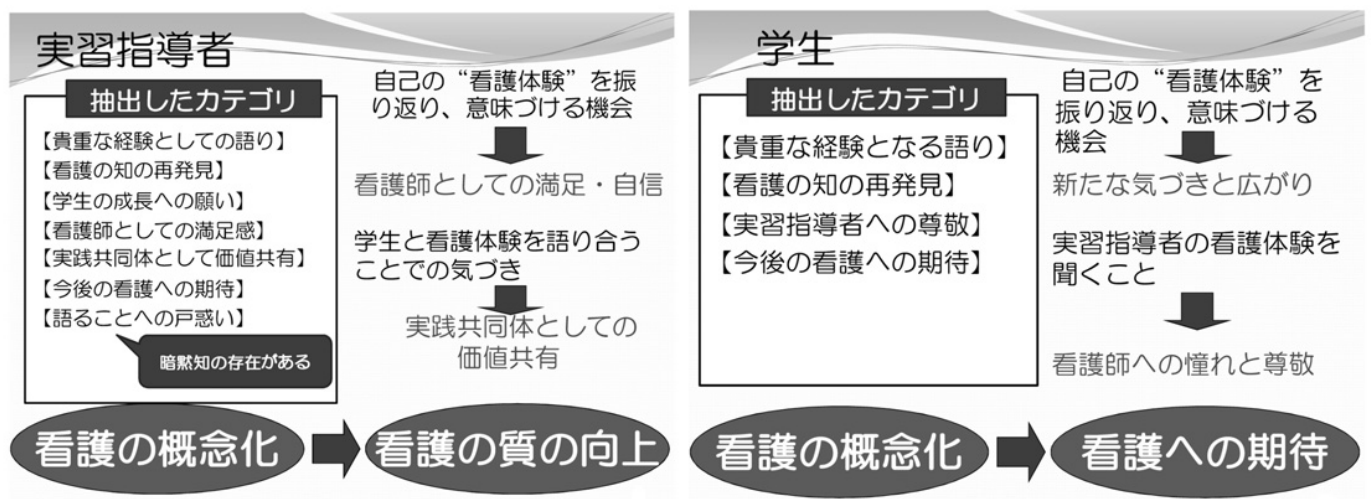 実習指導者
抽出したカテゴリ
【貴重な経験としての語り】
【看護の知の再発見】
【学生の成長への願い】
【看護師としての満足感】
【実践共同体として価値共有】
【今後の看護への期待】
【語ることへの戸惑い】
暗黙知の存在がある
自己の“看護体験”を振
り返り、意味づける機会
看護師としての満足・自信
学生と看護体験を語り合う
ことでの気づき
実践共同体としての
価値共有
看護の概念化
看護の質の向上
学生
抽出したカテゴリ
【貴重な経験となる語り】
【看護の知の再発見】
【実習指導者への尊敬】
【今後の看護への期待】
自己の“看護体験”を
振り返り、意味づける
機会
新たな気づきと広がり
実習指導者の看護体験を
聞くこと
看護師への憧れと尊敬
看護の概念化
看護への期待